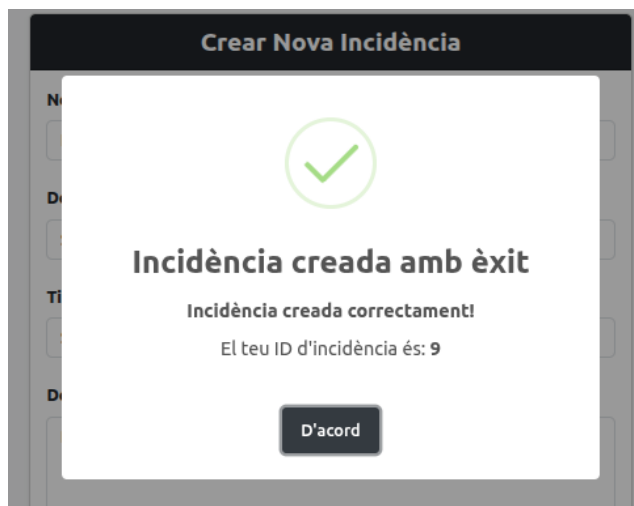 Crear Nova Incidència
Incidència creada amb èxit
Incidència creada correctament!
El teu ID d'incidència és: 9
D'acord